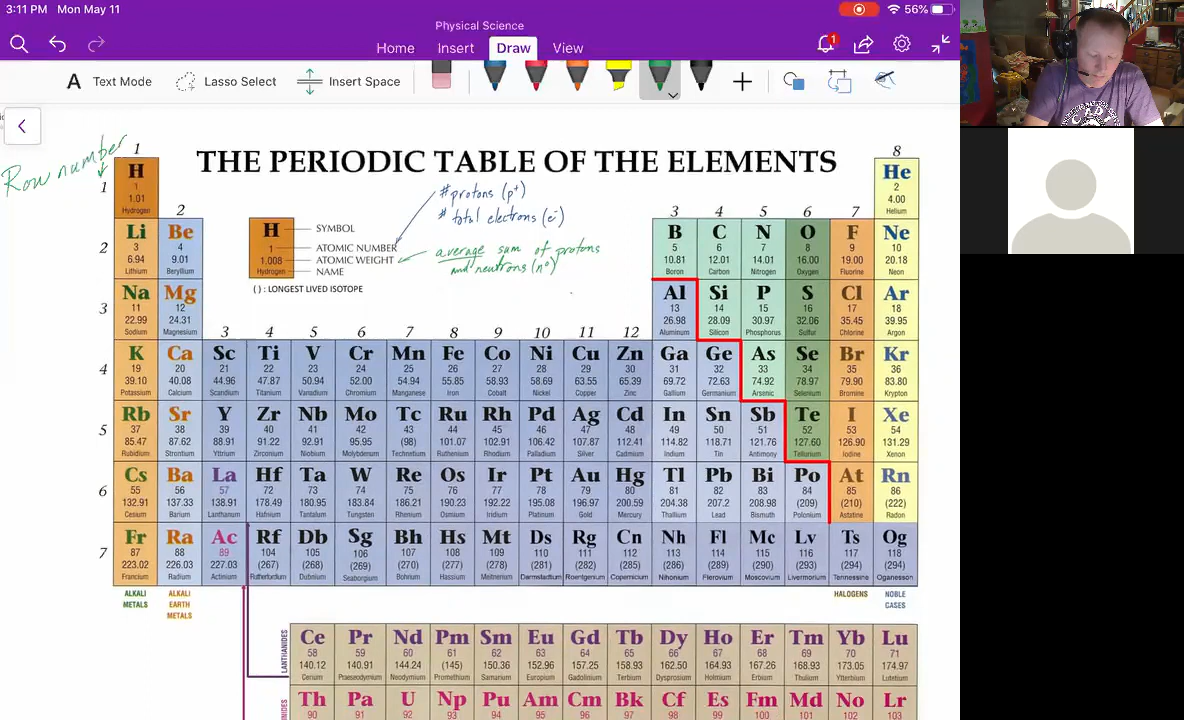 3:11 PM Mon May 11
56%
Physical Science
Home Insert Draw View
1
A Text Mode Lasso Select Insert Space
Row number
THE PERIODIC TABLE OF THE ELEMENTS
1 8
1 H He
1 2
1.01 4.00
Hydrogen Helium
# protons (p+)
# total electrons (e-)
H SYMBOL
1 ATOMIC NUMBER
1.008 ATOMIC WEIGHT
Hydrogen NAME
average sum of protons
and neutrons (n°)
( ) : LONGEST LIVED ISOTOPE
2 3 4 5 6 7
2 Li Be B C N O F Ne
3 4 5 6 7 8 9 10
6.94 9.01 10.81 12.01 14.01 16.00 19.00 20.18
Lithium Beryllium Boron Carbon Nitrogen Oxygen Fluorine Neon
3 Na Mg Al Si P S Cl Ar
11 12 13 14 15 16 17 18
22.99 24.31 26.98 28.09 30.97 32.06 35.45 39.95
Sodium Magnesium Aluminum Silicon Phosphorus Sulfur Chlorine Argon
3 4 5 6 7 8 9 10 11 12
4 K Ca Sc Ti V Cr Mn Fe Co Ni Cu Zn Ga Ge As Se Br Kr
19 20 21 22 23 24 25 26 27 28 29 30 31 32 33 34 35 36
39.10 40.08 44.96 47.87 50.94 52.00 54.94 55.85 58.93 58.69 63.55 65.39 69.72 72.63 74.92 78.97 79.90 83.80
Potassium Calcium Scandium Titanium Vanadium Chromium Manganese Iron Cobalt Nickel Copper Zinc Gallium Germanium Arsenic Selenium Bromine Krypton
5 Rb Sr Y Zr Nb Mo Tc Ru Rh Pd Ag Cd In Sn Sb Te I Xe
37 38 39 40 41 42 43 44 45 46 47 48 49 50 51 52 53 54
85.47 87.62 88.91 91.22 92.91 95.95 (98) 101.07 102.91 106.42 107.87 112.41 114.82 118.71 121.76 127.60 126.90 131.29
Rubidium Strontium Yttrium Zirconium Niobium Molybdenum Technetium Ruthenium Rhodium Palladium Silver Cadmium Indium Tin Antimony Tellurium Iodine Xenon
6 Cs Ba La Hf Ta W Re Os Ir Pt Au Hg Tl Pb Bi Po At Rn
55 56 57 72 73 74 75 76 77 78 79 80 81 82 83 84 85 86
132.91 137.33 138.91 178.49 180.95 183.84 186.21 190.23 192.22 195.08 196.97 200.59 204.38 207.2 208.98 (209) (210) (222)
Cesium Barium Lanthanum Hafnium Tantalum Tungsten Rhenium Osmium Iridium Platinum Gold Mercury Thallium Lead Bismuth Polonium Astatine Radon
7 Fr Ra Ac Rf Db Sg Bh Hs Mt Ds Rg Cn Nh Fl Mc Lv Ts Og
87 88 89 104 105 106 107 108 109 110 111 112 113 114 115 116 117 118
223.02 226.03 227.03 (267) (268) (269) (270) (277) (278) (281) (282) (285) (286) (289) (290) (293) (294) (294)
Francium Radium Actinium Rutherfordium Dubnium Seaborgium Bohrium Hassium Meitnerium Darmstadtium Roentgenium Copernicium Nihonium Flerovium Moscovium Livermorium Tennessine Oganesson
ALKALI METALS
ALKALI EARTH METALS
HALOGENS
NOBLE GASES
LANTHANIDES
Ce Pr Nd Pm Sm Eu Gd Tb Dy Ho Er Tm Yb Lu
58 59 60 61 62 63 64 65 66 67 68 69 70 71
140.12 140.91 144.24 (145) 150.36 152.96 157.25 158.93 162.50 164.93 167.26 168.93 173.05 174.97
Cerium Praseodymium Neodymium Promethium Samarium Europium Gadolinium Terbium Dysprosium Holmium Erbium Thulium Ytterbium Lutetium
Th Pa U Np Pu Am Cm Bk Cf Es Fm Md No Lr
90 91 92 93 94 95 96 97 98 99 100 101 102 103